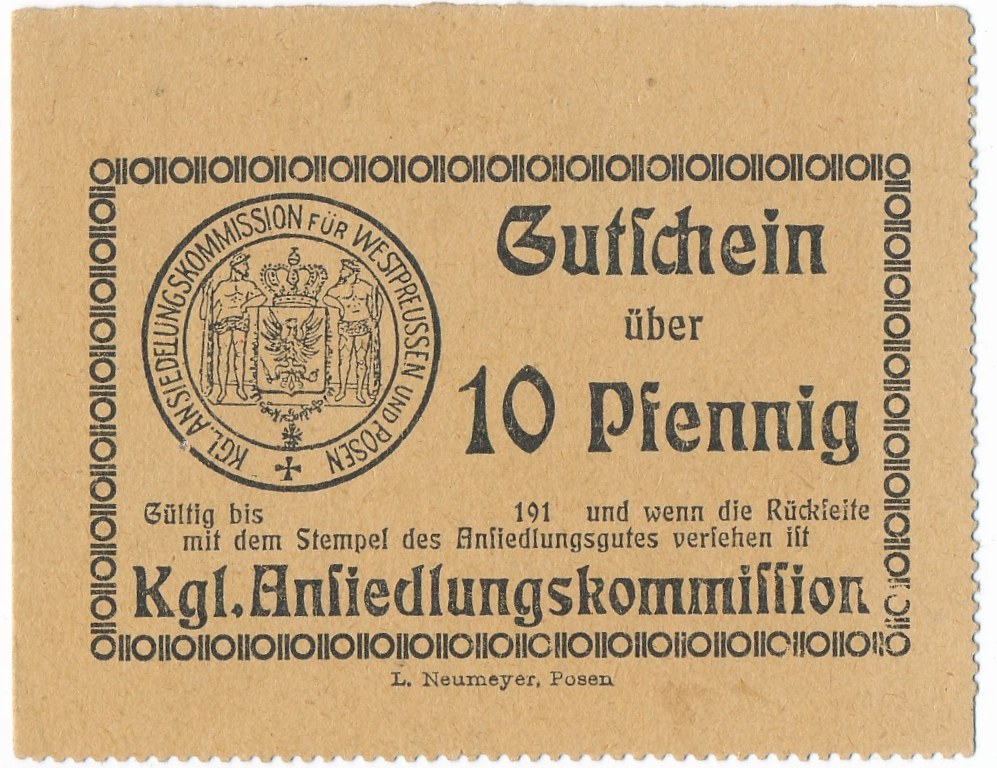 KGL. ANSIEDELUNGSKOMMISSION FÜR WESTPREUSSEN UND POSEN
Gutſchein
über
10 Pfennig
Gültig bis 191 und wenn die Rückſeite
mit dem Stempel des Anſiedlungsgutes verſehen iſt
Kgl. Anſiedlungskommiſſion
L. Neumeyer, Posen